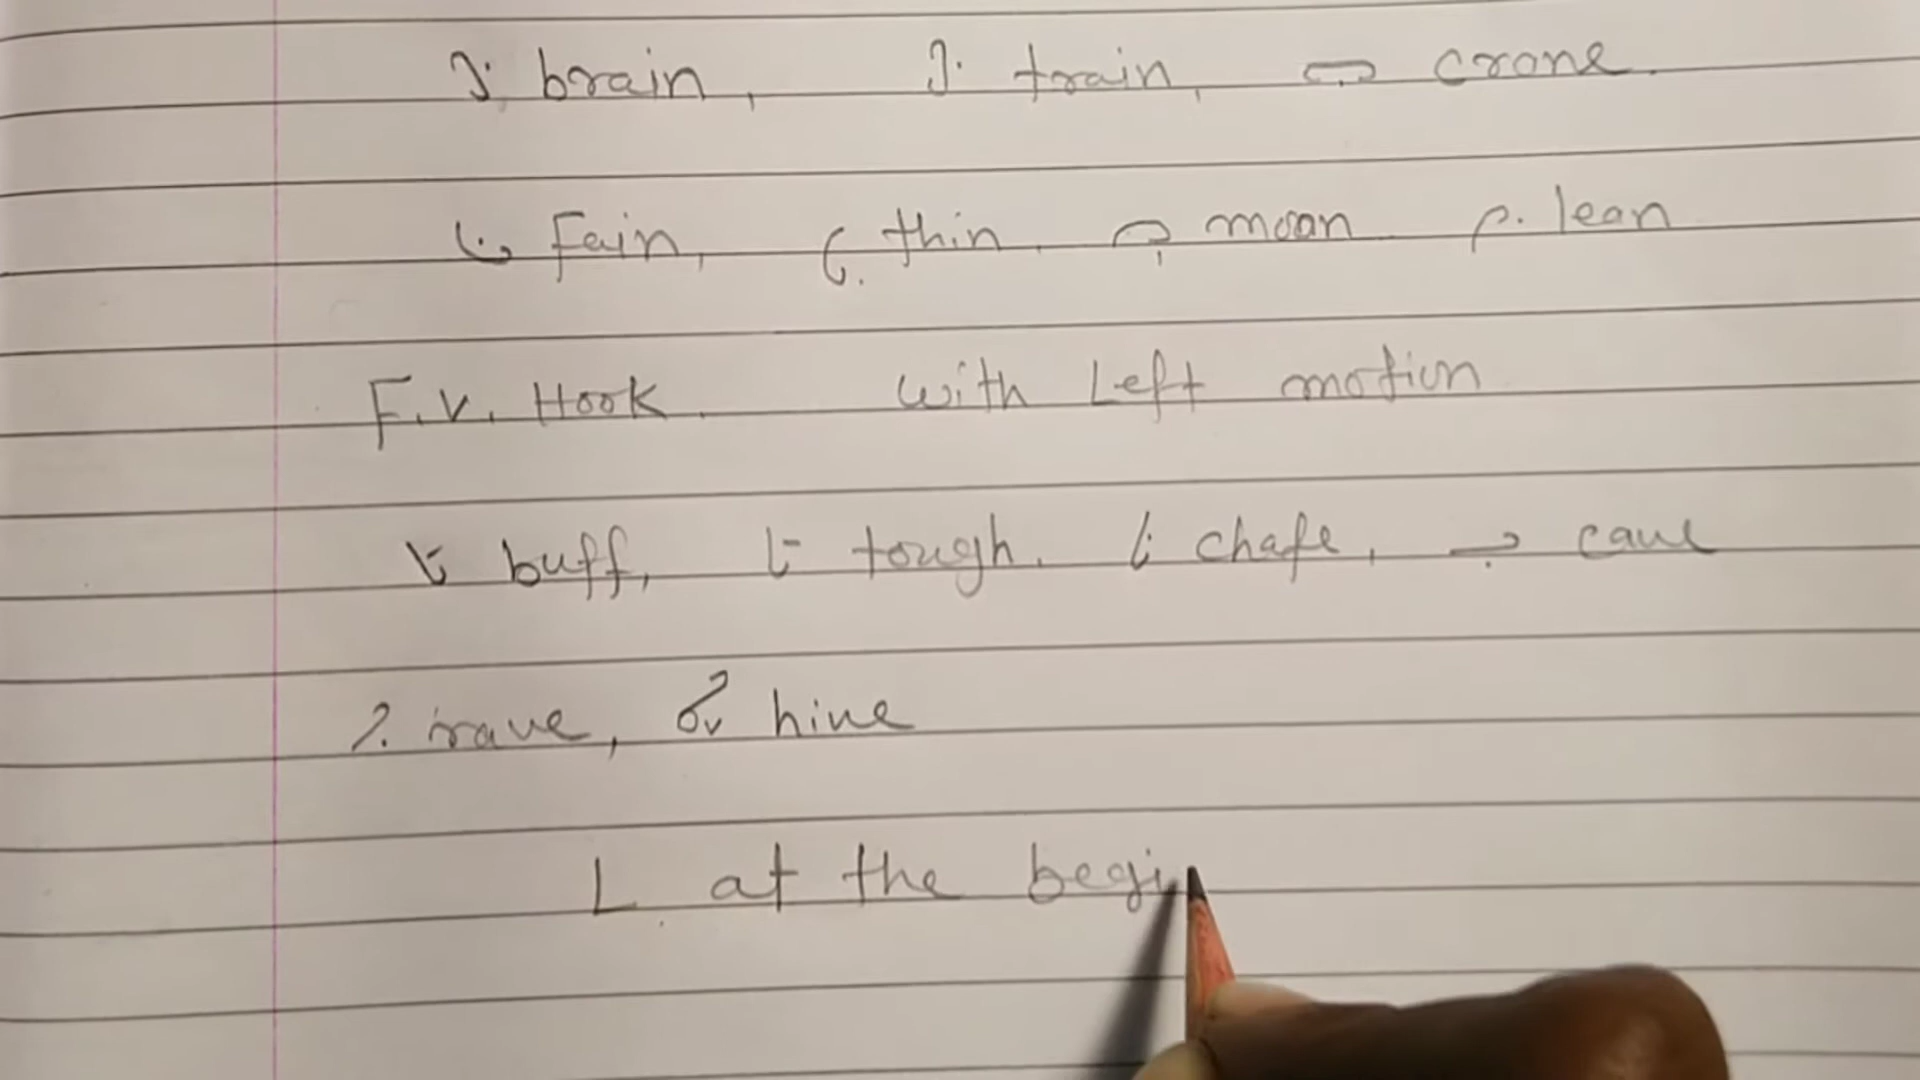 brain, train, crone.
Fain, thin, moon lean
F.V. Hook. with Left motion
buff, tough. chafe, cave
rave, hive
L at the begi